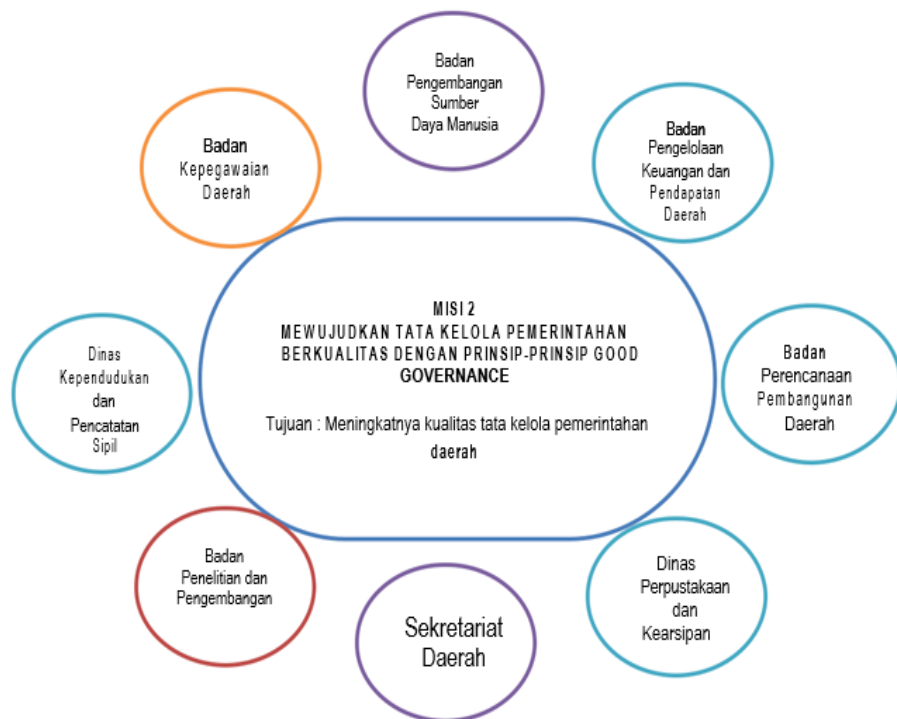 Badan
Pengembangan
Sumber
Daya Manusia
Badan
Pengelolaan
Keuangan dan
Pendapatan
Daerah
Badan
Kepegawaian
Daerah
MISI 2
MEWUJUDKAN TATA KELOLA PEMERINTAHAN
BERKUALITAS DENGAN PRINSIP-PRINSIP GOOD
GOVERNANCE
Tujuan : Meningkatnya kualitas tata kelola pemerintahan
daerah
Dinas
Kependudukan
dan
Pencatatan
Sipil
Badan
Perencanaan
Pembangunan
Daerah
Badan
Penelitian dan
Pengembangan
Sekretariat
Daerah
Dinas
Perpustakaan
dan
Kearsipan